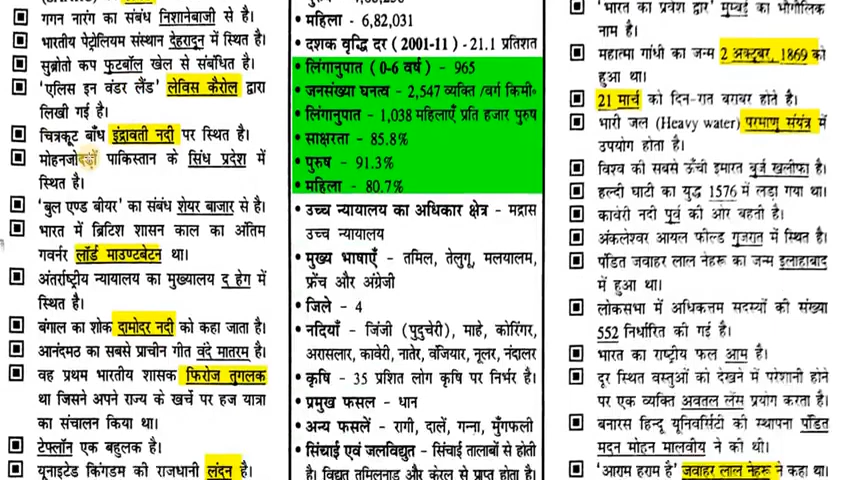 गगन नारंग का संबंध निशानेबाजी से है।
भारतीय पेट्रोलियम संस्थान देहरादून में स्थित है।
सुब्रोतो कप फुटबॉल खेल से संबंधित है।
'एलिस इन वंडर लैंड' लेविस कैरोल द्वारा
लिखी गई है।
चित्रकूट बाँध इंद्रावती नदी पर स्थित है।
मोहनजोदड़ो पाकिस्तान के सिंध प्रदेश में
स्थित है।
'बुल एण्ड बीयर' का संबंध शेयर बाजार से है।
भारत में ब्रिटिश शासन काल का अंतिम
गवर्नर लॉर्ड माउण्टबेटन था।
अंतर्राष्ट्रीय न्यायालय का मुख्यालय द हेग में
स्थित है।
बंगाल का शोक दामोदर नदी को कहा जाता है।
आनंदमठ का सबसे प्राचीन गीत वंदे मातरम है।
वह प्रथम भारतीय शासक फिरोज तुगलक
था जिसने अपने राज्य के खर्चे पर हज यात्रा
का संचालन किया था।
टेफ्लॉन एक बहुलक है।
यूनाइटेड किंगडम की राजधानी लंदन है।
• महिला - 6,82,031
• दशक वृद्धि दर (2001-11) - 21.1 प्रतिशत
• लिंगानुपात (0-6 वर्ष) - 965
• जनसंख्या घनत्व - 2,547 व्यक्ति /वर्ग किमी॰
• लिंगानुपात - 1,038 महिलाएँ प्रति हजार पुरुष
• साक्षरता - 85.8%
• पुरुष - 91.3%
• महिला - 80.7%
• उच्च न्यायालय का अधिकार क्षेत्र - मद्रास
उच्च न्यायालय
• मुख्य भाषाएँ - तमिल, तेलुगू, मलयालम,
फ्रेंच और अंग्रेजी
• जिले - 4
• नदियाँ - जिंजी (पुदुचेरी), माहे, कोरिंगर,
अरासलार, कावेरी, नातेर, वंजियार, नूलर, नंदालर
• कृषि - 35 प्रशित लोग कृषि पर निर्भर है।
• प्रमुख फसल - धान
• अन्य फसलें - रागी, दालें, गन्ना, मुँगफली
• सिंचाई एवं जलविद्युत - सिंचाई तालाबों से होती
है। विद्युत तमिलनाडु और केरल से प्राप्त होता है।
'भारत का प्रवेश द्वार' मुम्बई का भौगोलिक
नाम है।
महात्मा गांधी का जन्म 2 अक्टूबर, 1869 को
हुआ था।
21 मार्च को दिन-रात बराबर होते है।
भारी जल (Heavy water) परमाणु संयंत्र में
उपयोग होता है।
विश्व की सबसे ऊँची इमारत बुर्ज खलीफा है।
हल्दी घाटी का युद्ध 1576 में लड़ा गया था।
कावेरी नदी पूर्व की ओर बहती है।
अंकलेश्वर आयल फील्ड गुजरात में स्थित है।
पंडित जवाहर लाल नेहरू का जन्म इलाहाबाद
में हुआ था।
लोकसभा में अधिकतम सदस्यों की संख्या
552 निर्धारित की गई है।
भारत का राष्ट्रीय फल आम है।
दूर स्थित वस्तुओं को देखने में परेशानी होने
पर एक व्यक्ति अवतल लेंस प्रयोग करता है।
बनारस हिन्दू यूनिवर्सिटी की स्थापना पंडित
मदन मोहन मालवीय ने की थी।
'आराम हराम है' जवाहर लाल नेहरू ने कहा था।